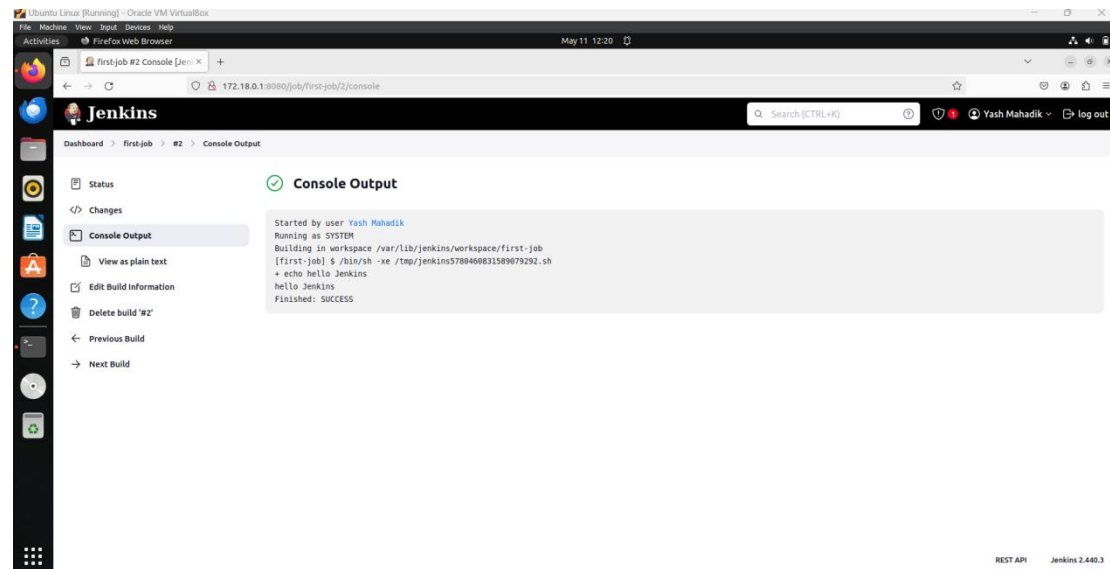 Ubuntu Linux [Running] - Oracle VM VirtualBox
File Machine View Input Devices Help
Activities Firefox Web Browser May 11 12:20
first-job #2 Console [Jen
172.18.0.1:8080/job/first-job/2/console
Jenkins Search (CTRL+K) 1 Yash Mahadik log out
Dashboard > first-job > #2 > Console Output
Status
Changes
Console Output
View as plain text
Edit Build Information
Delete build '#2'
Previous Build
Next Build
Console Output
Started by user Yash Mahadik
Running as SYSTEM
Building in workspace /var/lib/jenkins/workspace/first-job
[first-job] $ /bin/sh -xe /tmp/jenkins5780460831589079292.sh
+ echo hello Jenkins
hello Jenkins
Finished: SUCCESS
REST API Jenkins 2.440.3